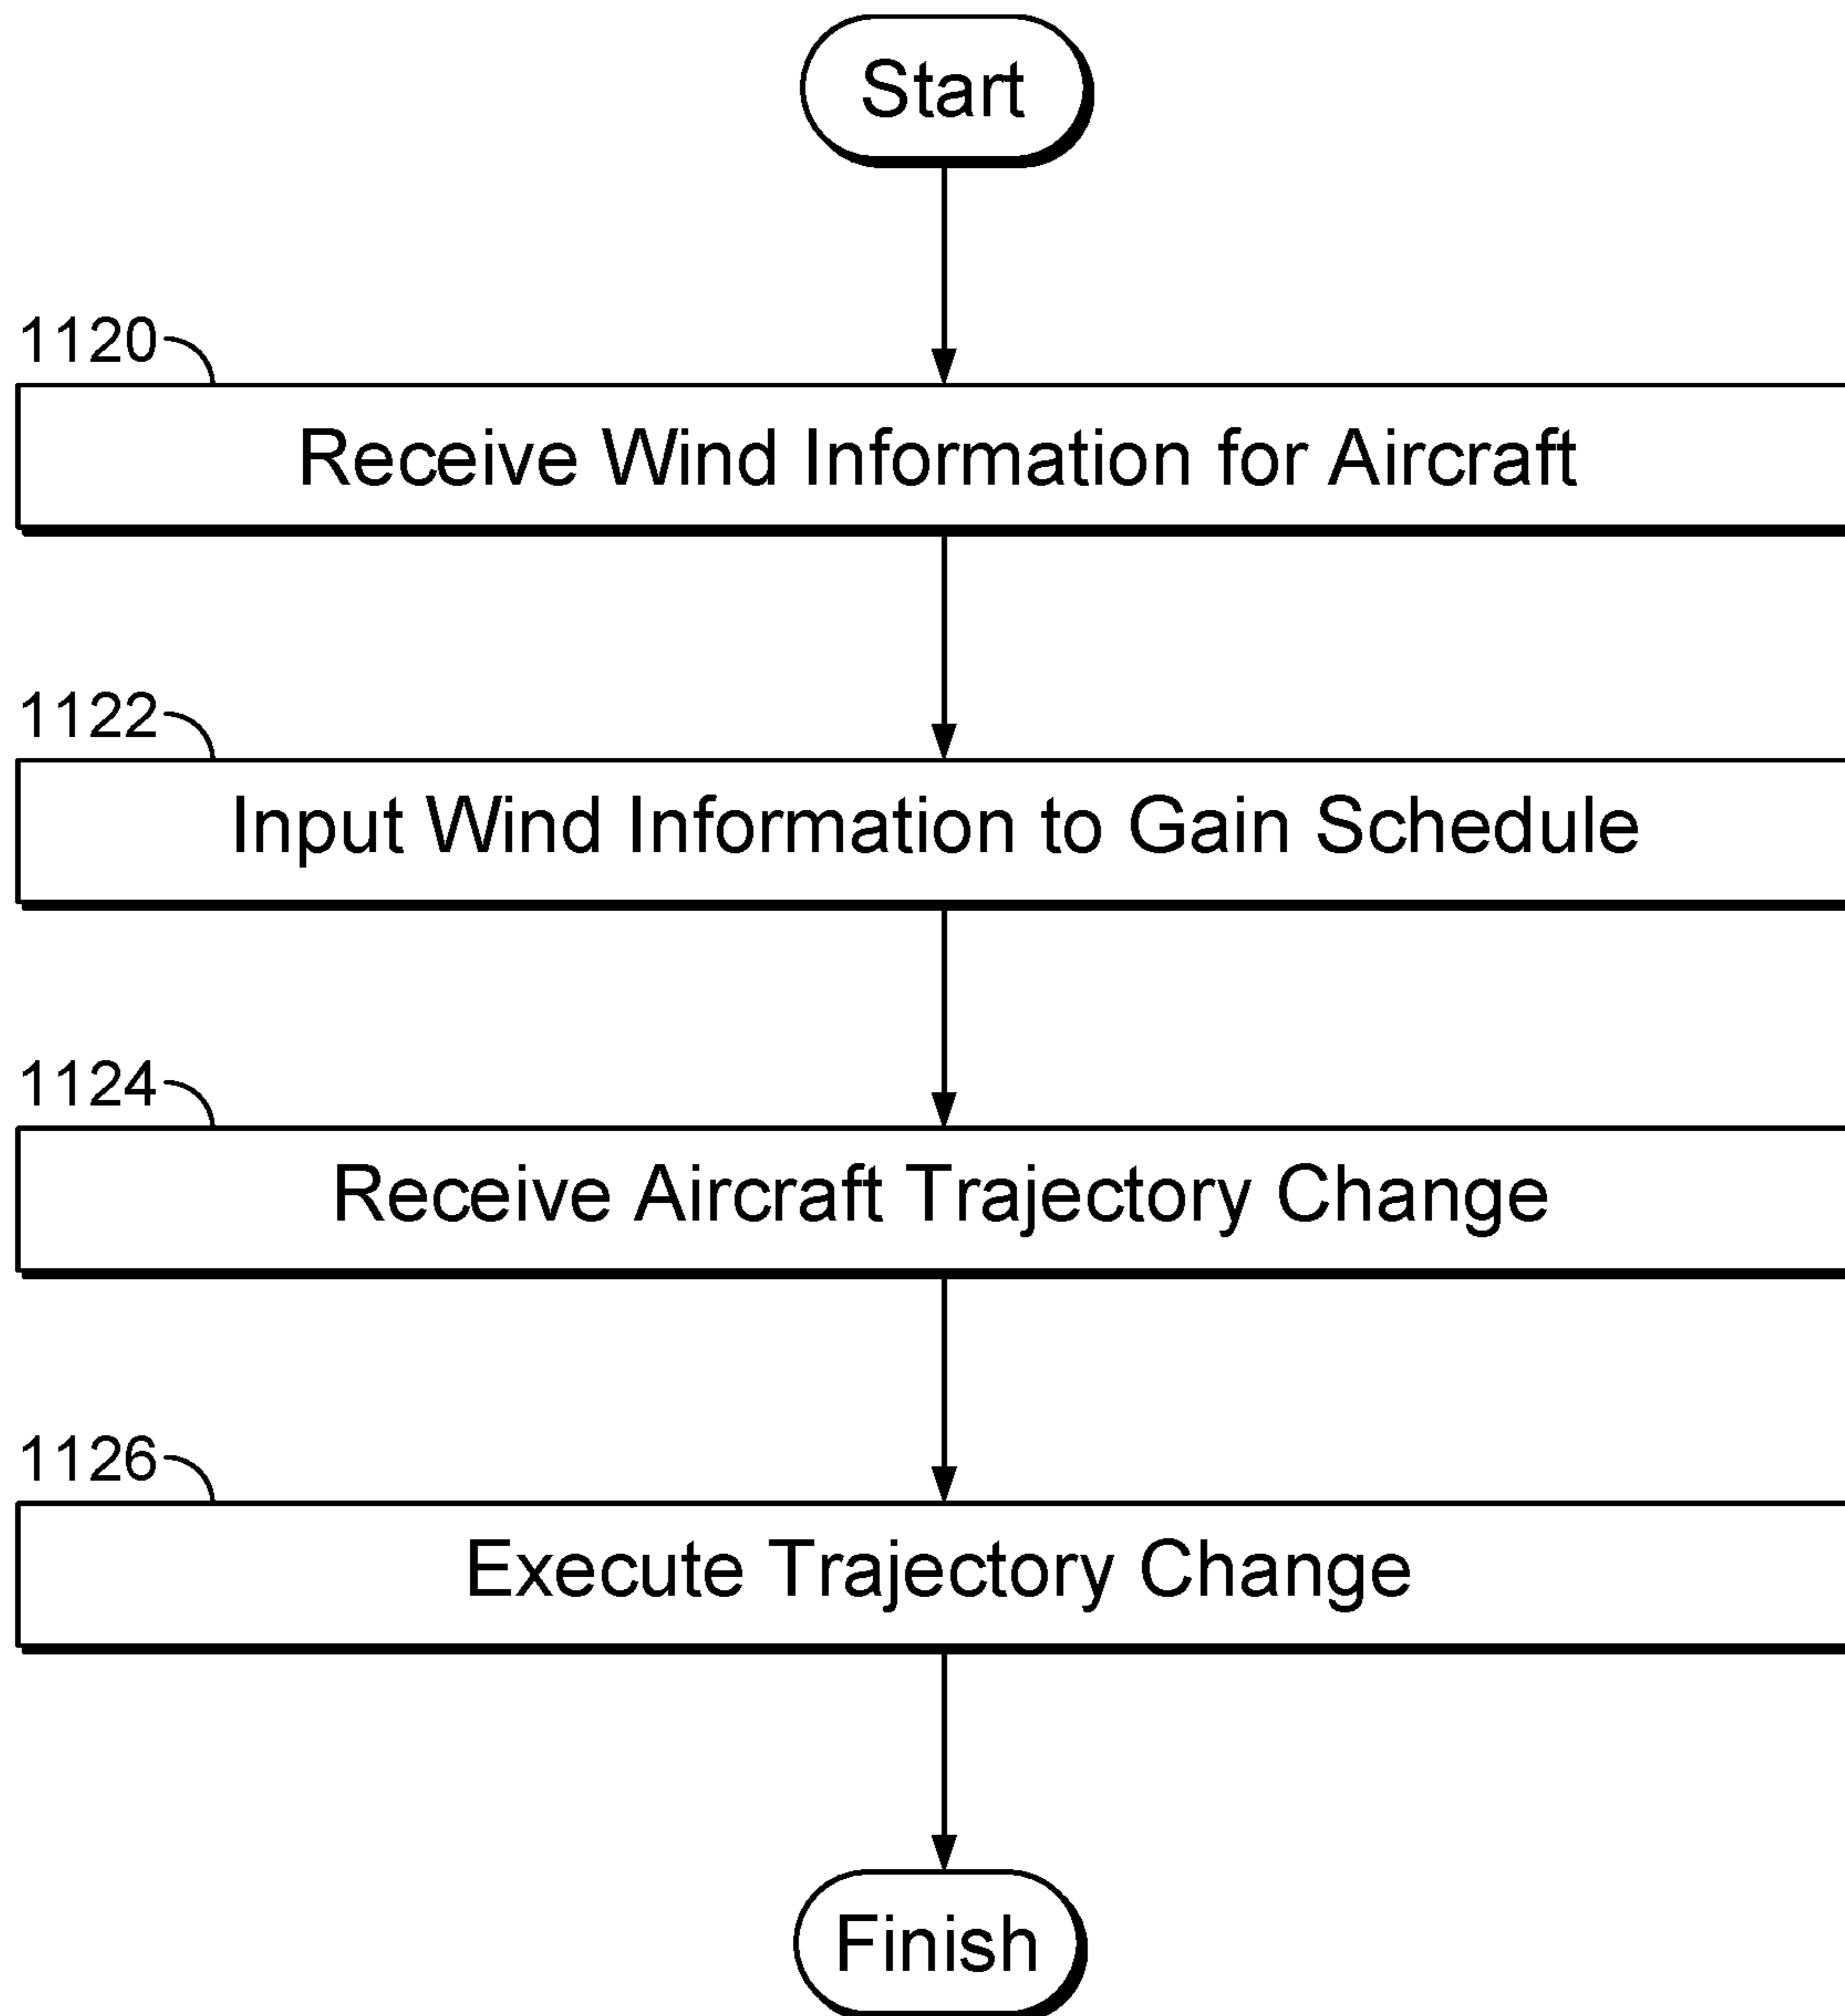 Start
1120
Receive Wind Information for Aircraft
1122
Input Wind Information to Gain Schedule
1124
Receive Aircraft Trajectory Change
1126
Execute Trajectory Change
Finish